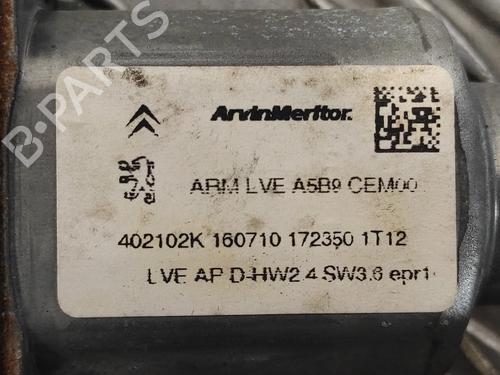 B-PARTS
ArvinMeritor.
ARM LVE A5B9 CEM00
402102K 160710 172350 1T12
LVE AP D-HW2.4 SW3.6 epr1